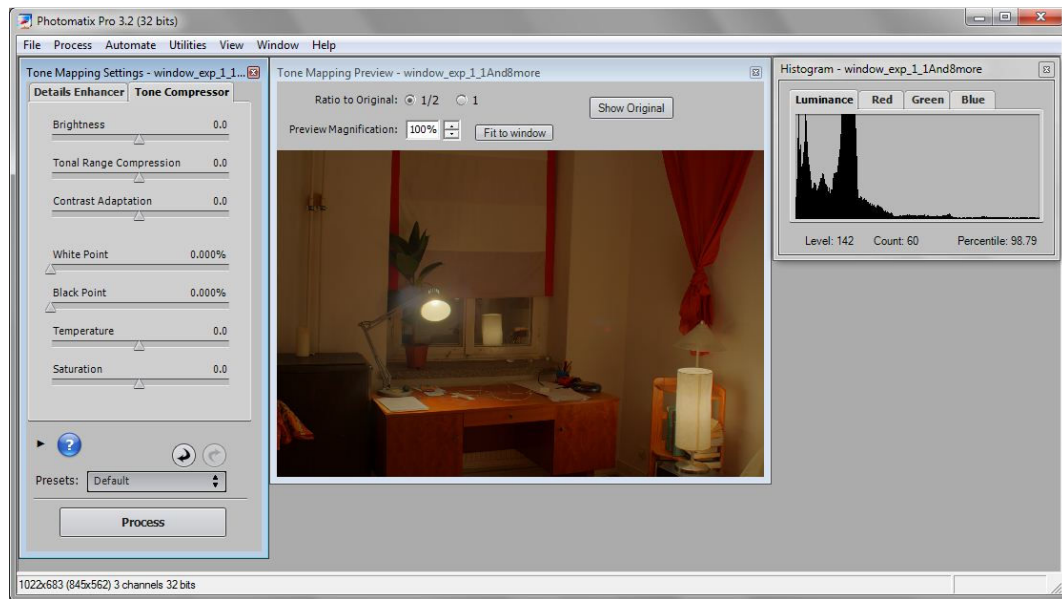 Photomatix Pro 3.2 (32 bits)
File Process Automate Utilities View Window Help
Tone Mapping Settings - window_exp_1_1...
Details Enhancer Tone Compressor
Brightness 0.0
Tonal Range Compression 0.0
Contrast Adaptation 0.0
White Point 0.000%
Black Point 0.000%
Temperature 0.0
Saturation 0.0
?
Presets: Default
Process
Tone Mapping Preview - window_exp_1_1And8more
Ratio to Original: 1/2 1
Show Original
Preview Magnification: 100% Fit to window
Histogram - window_exp_1_1And8more
Luminance Red Green Blue
Level: 142 Count: 60 Percentile: 98.79
1022x683 (845x562) 3 channels 32 bits